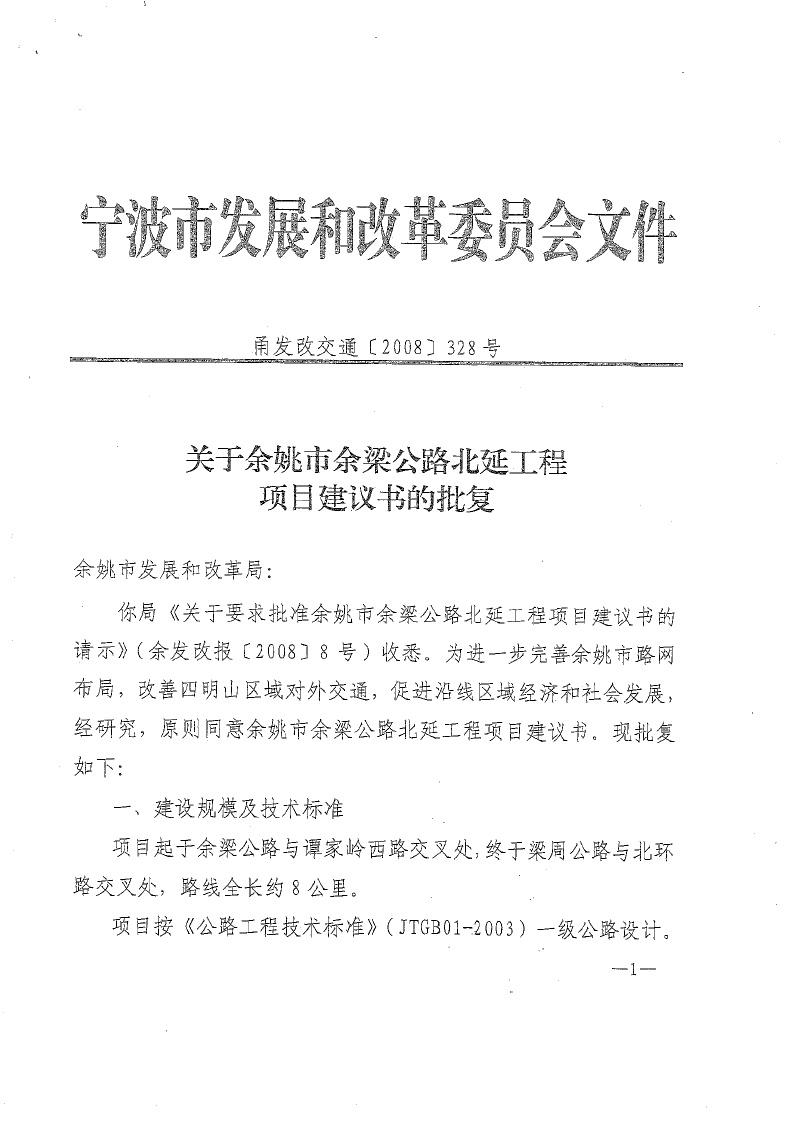 宁波市发展和改革委员会文件
甬发改交通〔2008〕328号
关于余姚市余梁公路北延工程
项目建议书的批复
余姚市发展和改革局：
你局《关于要求批准余姚市余梁公路北延工程项目建议书的
请示》（余发改报〔2008〕8号）收悉。为进一步完善余姚市路网
布局，改善四明山区域对外交通，促进沿线区域经济和社会发展，
经研究，原则同意余姚市余梁公路北延工程项目建议书。现批复
如下：
一、建设规模及技术标准
项目起于余梁公路与谭家岭西路交叉处，终于梁周公路与北环
路交叉处，路线全长约8公里。
项目按《公路工程技术标准》（JTGB01-2003）一级公路设计。
—1—